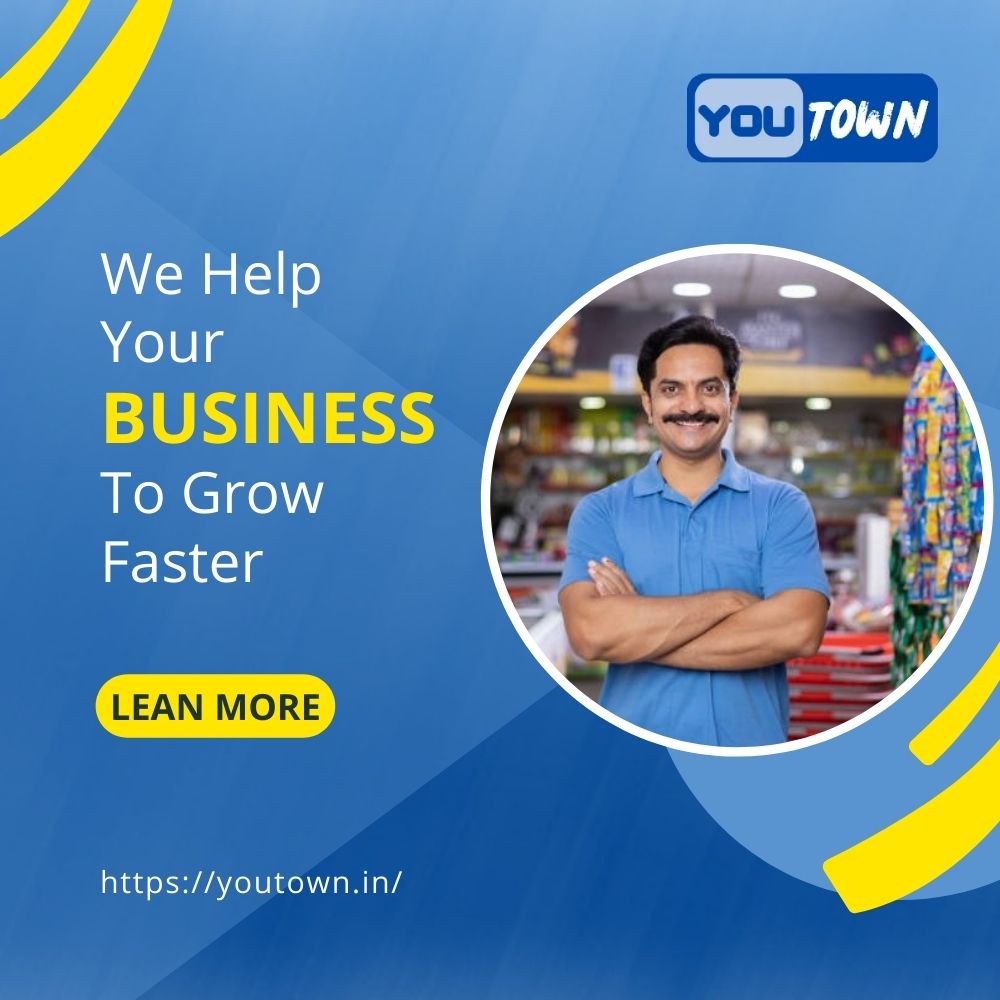 YOU TOWN
We Help
Your
BUSINESS
To Grow
Faster
LEAN MORE
https://youtown.in/